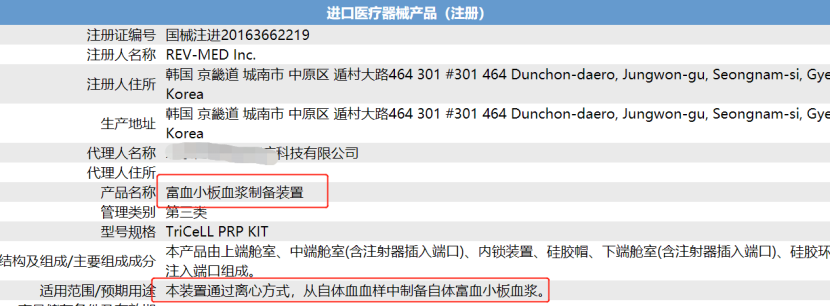 进口医疗器械产品（注册）
注册证编号 国械注进20163662219
注册人名称 REV-MED Inc.
注册人住所 韩国 京畿道 城南市 中原区 遁村大路464 301 #301 464 Dunchon-daero, Jungwon-gu, Seongnam-si, Gye
Korea
生产地址 韩国 京畿道 城南市 中原区 遁村大路464 301 #301 464 Dunchon-daero, Jungwon-gu, Seongnam-si, Gye
Korea
代理人名称 科技有限公司
代理人住所
产品名称 富血小板血浆制备装置
管理类别 第三类
型号规格 TriCeLL PRP KIT
结构及组成/主要组成成分 本产品由上端舱室、中端舱室(含注射器插入端口)、内锁装置、硅胶帽、下端舱室(含注射器插入端口)、硅胶环
注入端口组成。
适用范围/预期用途 本装置通过离心方式，从自体血血样中制备自体富血小板血浆。